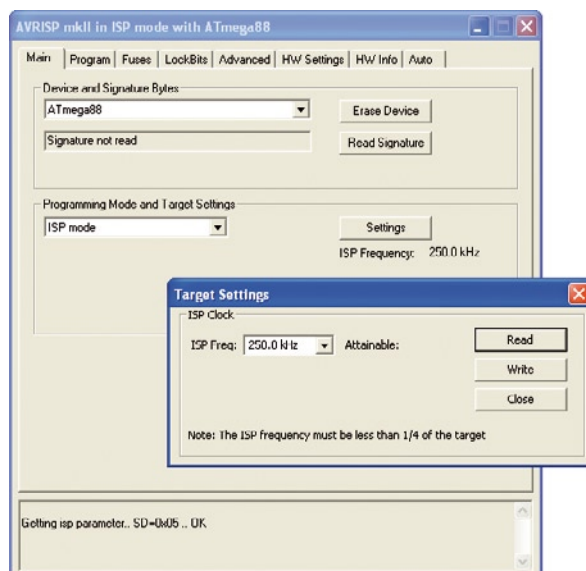 AVRISP mkII in ISP mode with ATmega88
Main Program Fuses LockBits Advanced HW Settings HW Info Auto
Device and Signature Bytes
ATmega88
Erase Device
Signature not read
Read Signature
Programming Mode and Target Settings
ISP mode
Settings
ISP Frequency: 250.0 kHz
Target Settings
ISP Clock
ISP Freq: 250.0 kHz Attainable:
Read
Write
Close
Note: The ISP frequency must be less than 1/4 of the target
Getting isp parameter.. SD=0x05 .. OK